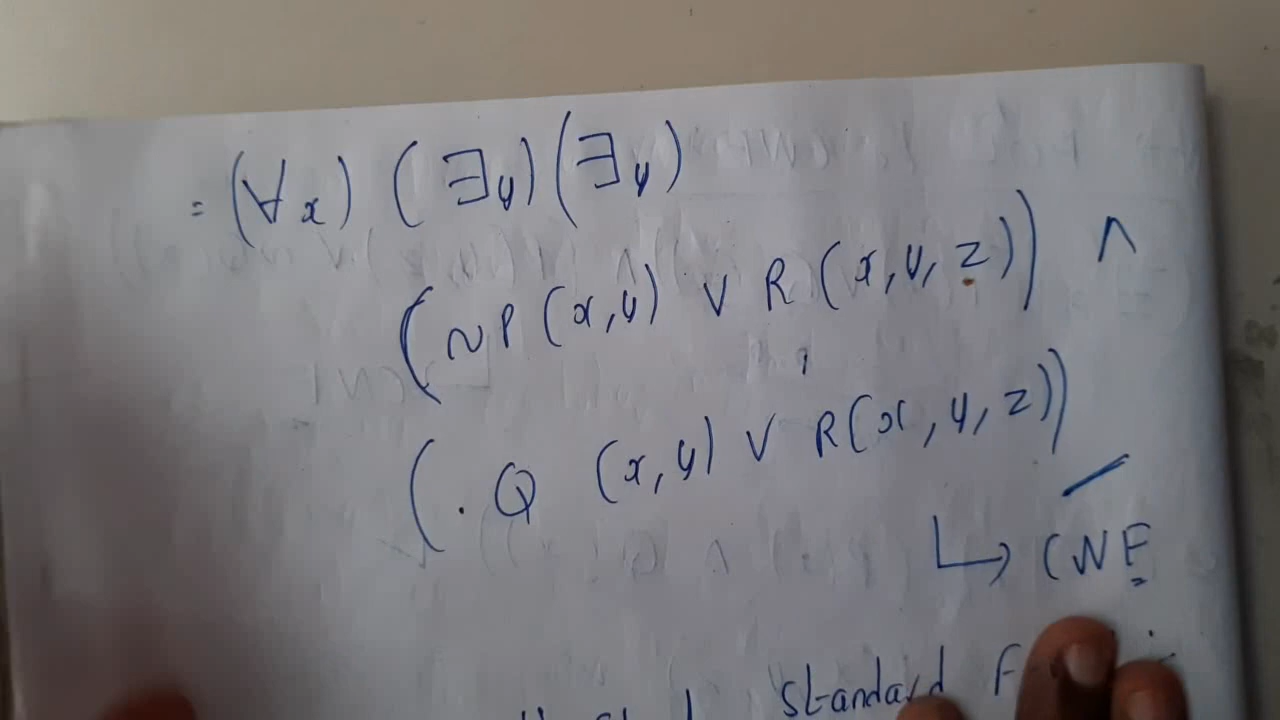 = (∀x) (∃y)(∃y)
(~P(x,y) ∨ R(x,y,z)) ∧
(.Q (x,y) ∨ R(x,y,z))
↳ CNF
standard